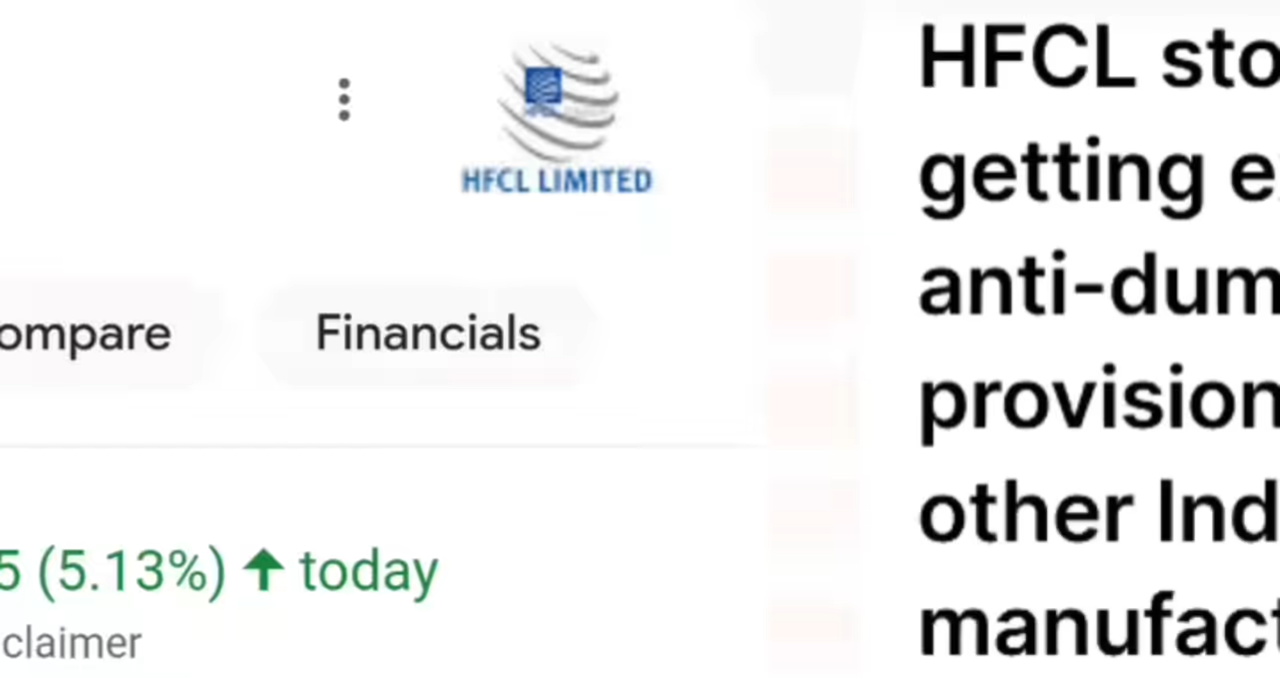 HFCL LIMITED
ompare
Financials
5 (5.13%) ↑ today
claimer
HFCL sto
getting e
anti-dum
provision
other Ind
manufact